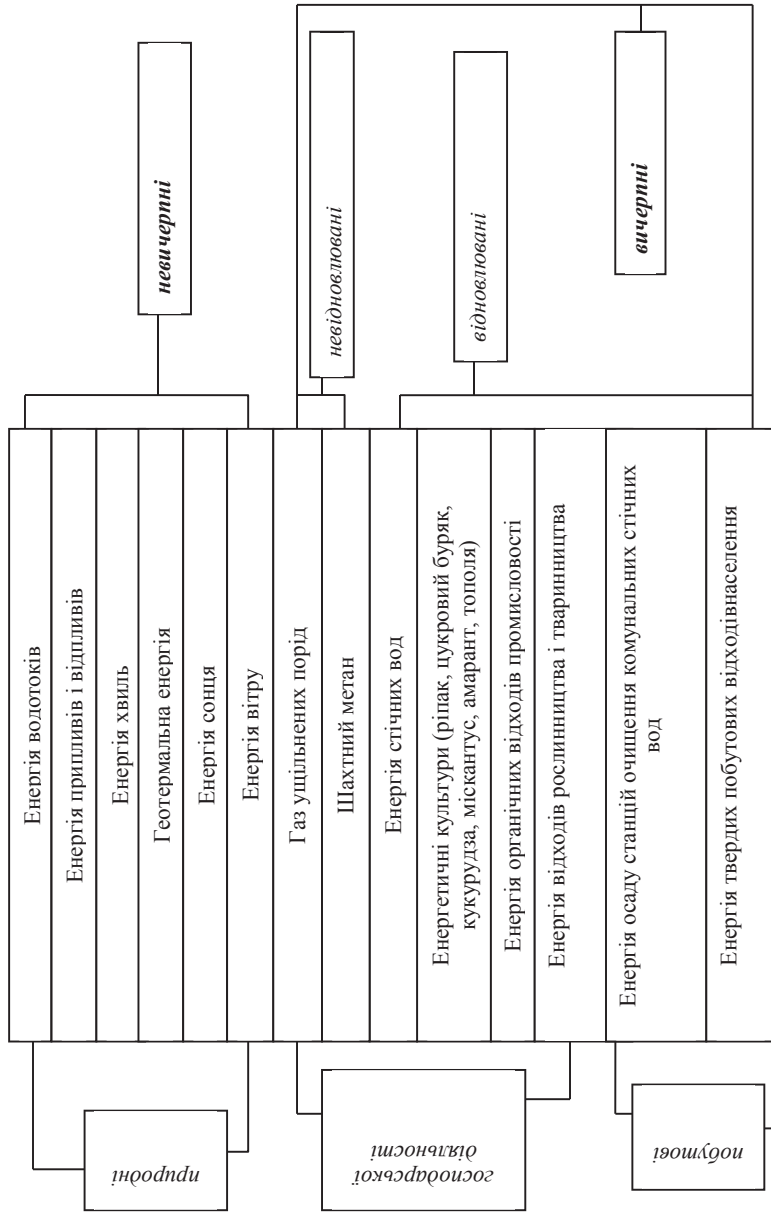 невичерпні
невідновлювані
відновлювані
вичерпні
Енергія водотоків
Енергія припливів і відпливів
Енергія хвиль
Геотермальна енергія
Енергія сонця
Енергія вітру
Газ ущільнених порід
Шахтний метан
Енергія стічних вод
Енергетичні культури (ріпак, цукровий буряк,
кукурудза, міскантус, амарант, тополя)
Енергія органічних відходів промисловості
Енергія відходів рослинництва і тваринництва
Енергія осаду станцій очищення комунальних стічних
вод
Енергія твердих побутових відходівнаселення
природні
господарської
діяльності
побутові